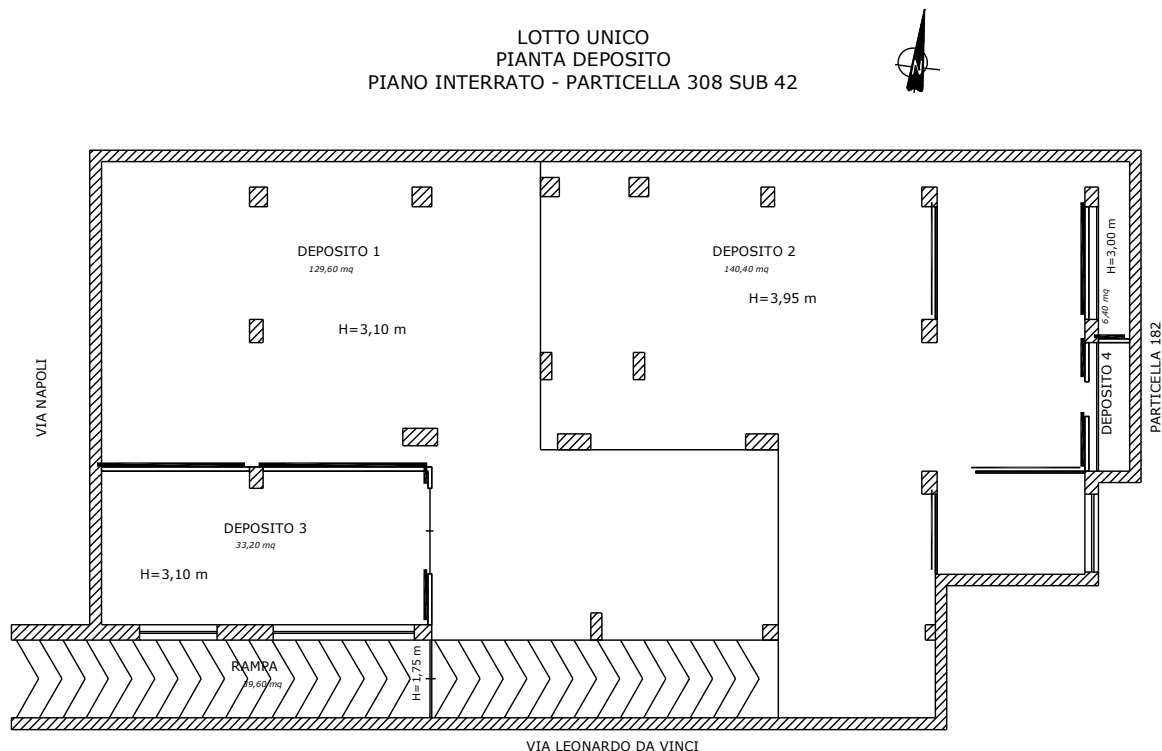 LOTTO UNICO
PIANTA DEPOSITO
PIANO INTERRATO - PARTICELLA 308 SUB 42
DEPOSITO 1
129,60 mq
H=3,10 m
DEPOSITO 2
140,40 mq
H=3,95 m
H=3,00 m
6,40 mq
DEPOSITO 4
PARTICELLA 182
VIA NAPOLI
DEPOSITO 3
33,20 mq
H=3,10 m
RAMPA
39,60 mq
H=1,75 m
VIA LEONARDO DA VINCI